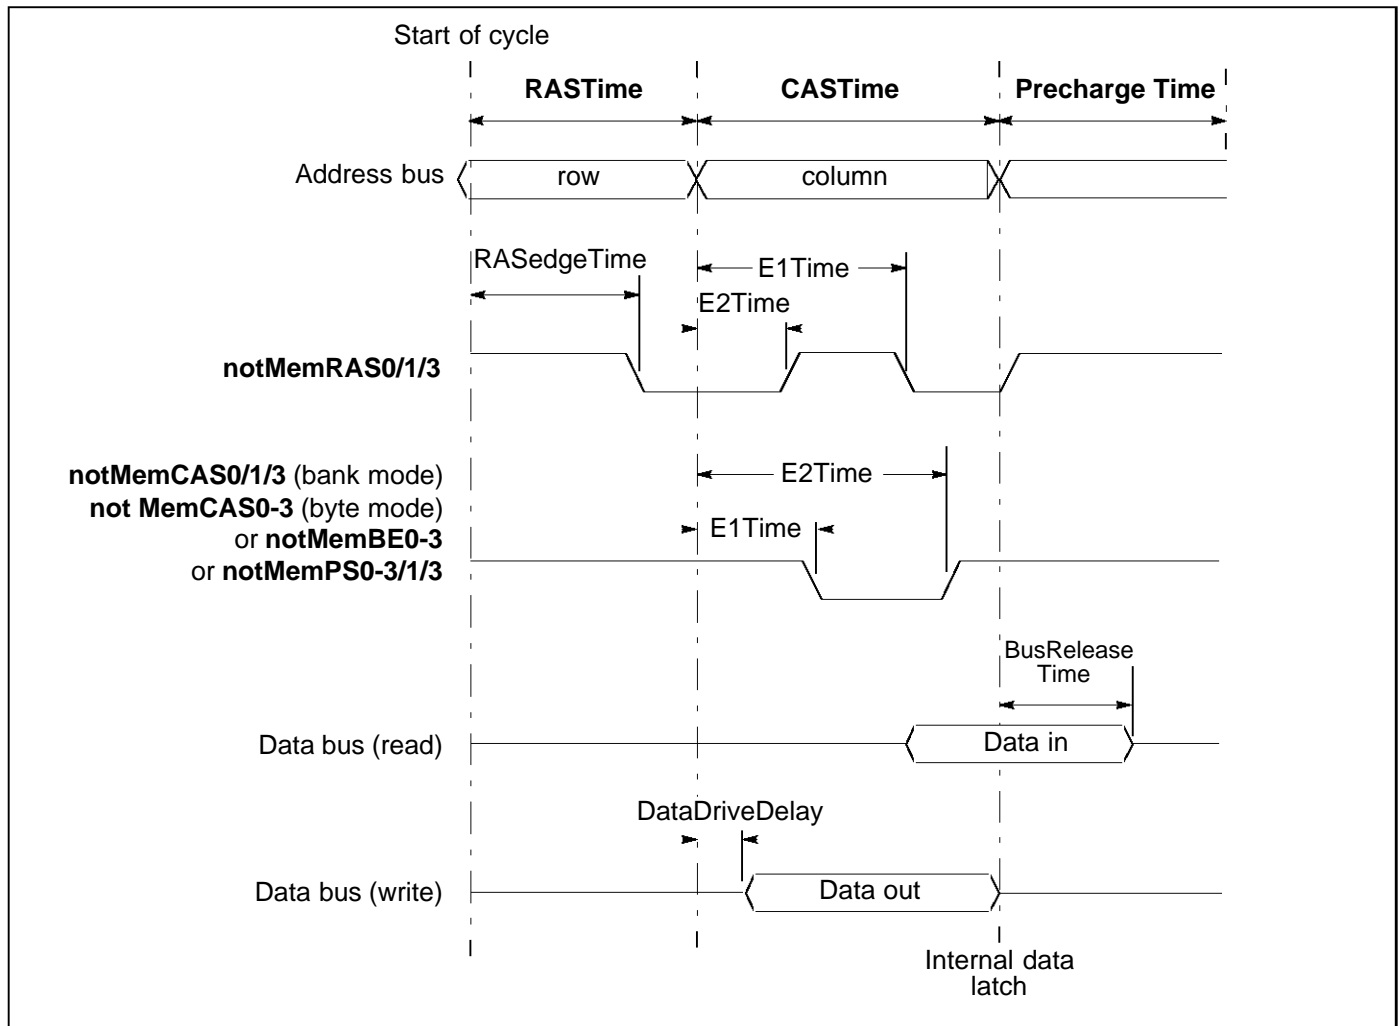 Start of cycle
RASTime
CASTime
Precharge Time
Address bus
row
column
RASedgeTime
E1Time
E2Time
notMemRAS0/1/3
notMemCAS0/1/3 (bank mode)
not MemCAS0-3 (byte mode)
or notMemBE0-3
or notMemPS0-3/1/3
E2Time
E1Time
BusRelease
Time
Data bus (read)
Data in
DataDriveDelay
Data bus (write)
Data out
Internal data
latch